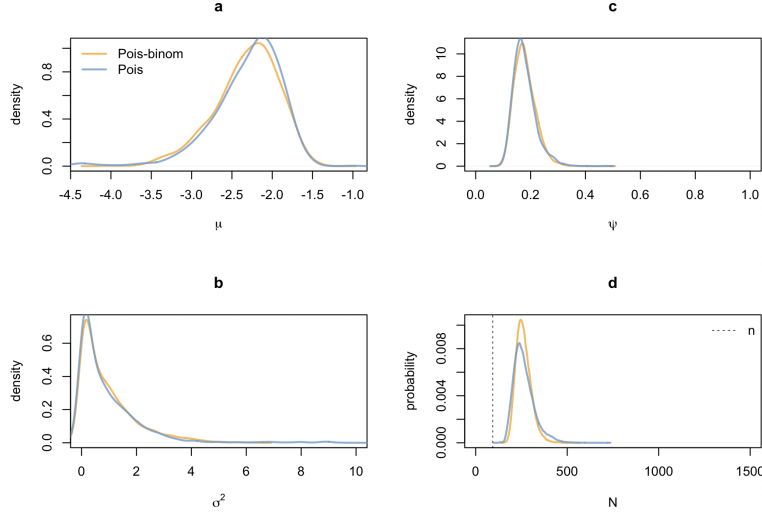 a
density
0.0
0.4
0.8
Pois-binom
Pois
-4.5 -4.0 -3.5 -3.0 -2.5 -2.0 -1.5 -1.0
μ
c
density
0 2 4 6 8 10
0.0 0.2 0.4 0.6 0.8 1.0
ψ
b
density
0.0 0.2 0.4 0.6
0 2 4 6 8 10
σ²
d
probability
0.000 0.004 0.008
n
0 500 1000 1500
N